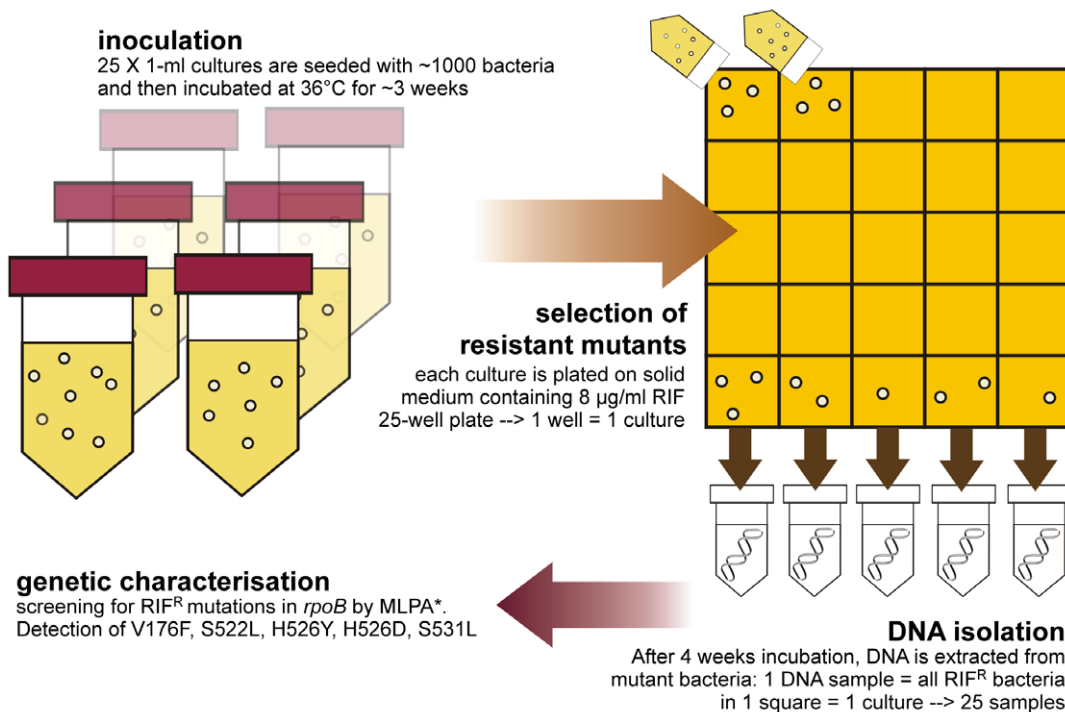 inoculation
25 X 1-ml cultures are seeded with ~1000 bacteria
and then incubated at 36°C for ~3 weeks
selection of
resistant mutants
each culture is plated on solid
medium containing 8 µg/ml RIF
25-well plate --> 1 well = 1 culture
DNA isolation
After 4 weeks incubation, DNA is extracted from
mutant bacteria: 1 DNA sample = all RIFᴿ bacteria
in 1 square = 1 culture --> 25 samples
genetic characterisation
screening for RIFᴿ mutations in rpoB by MLPA*.
Detection of V176F, S522L, H526Y, H526D, S531L